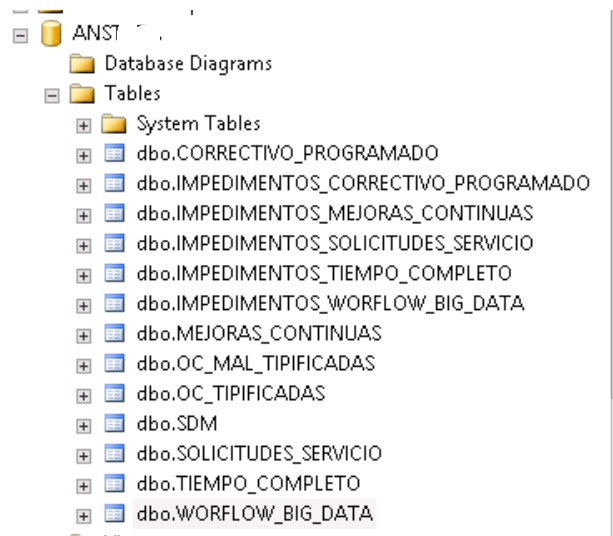 ANST
Database Diagrams
Tables
System Tables
dbo.CORRECTIVO_PROGRAMADO
dbo.IMPEDIMENTOS_CORRECTIVO_PROGRAMADO
dbo.IMPEDIMENTOS_MEJORAS_CONTINUAS
dbo.IMPEDIMENTOS_SOLICITUDES_SERVICIO
dbo.IMPEDIMENTOS_TIEMPO_COMPLETO
dbo.IMPEDIMENTOS_WORFLOW_BIG_DATA
dbo.MEJORAS_CONTINUAS
dbo.OC_MAL_TIPIFICADAS
dbo.OC_TIPIFICADAS
dbo.SDM
dbo.SOLICITUDES_SERVICIO
dbo.TIEMPO_COMPLETO
dbo.WORFLOW_BIG_DATA